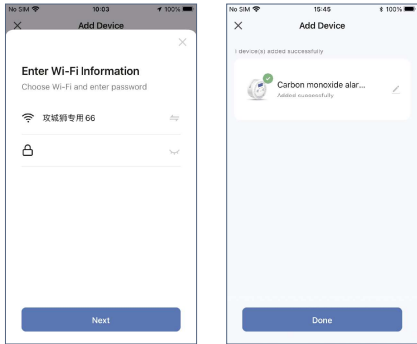 No SIM 10:03 100%
Add Device
Enter Wi-Fi Information
Choose Wi-Fi and enter password
攻城狮专用 66
Next
No SIM 15:45 100%
Add Device
1 device(s) added successfully
Carbon monoxide alar...
Added successfully
Done